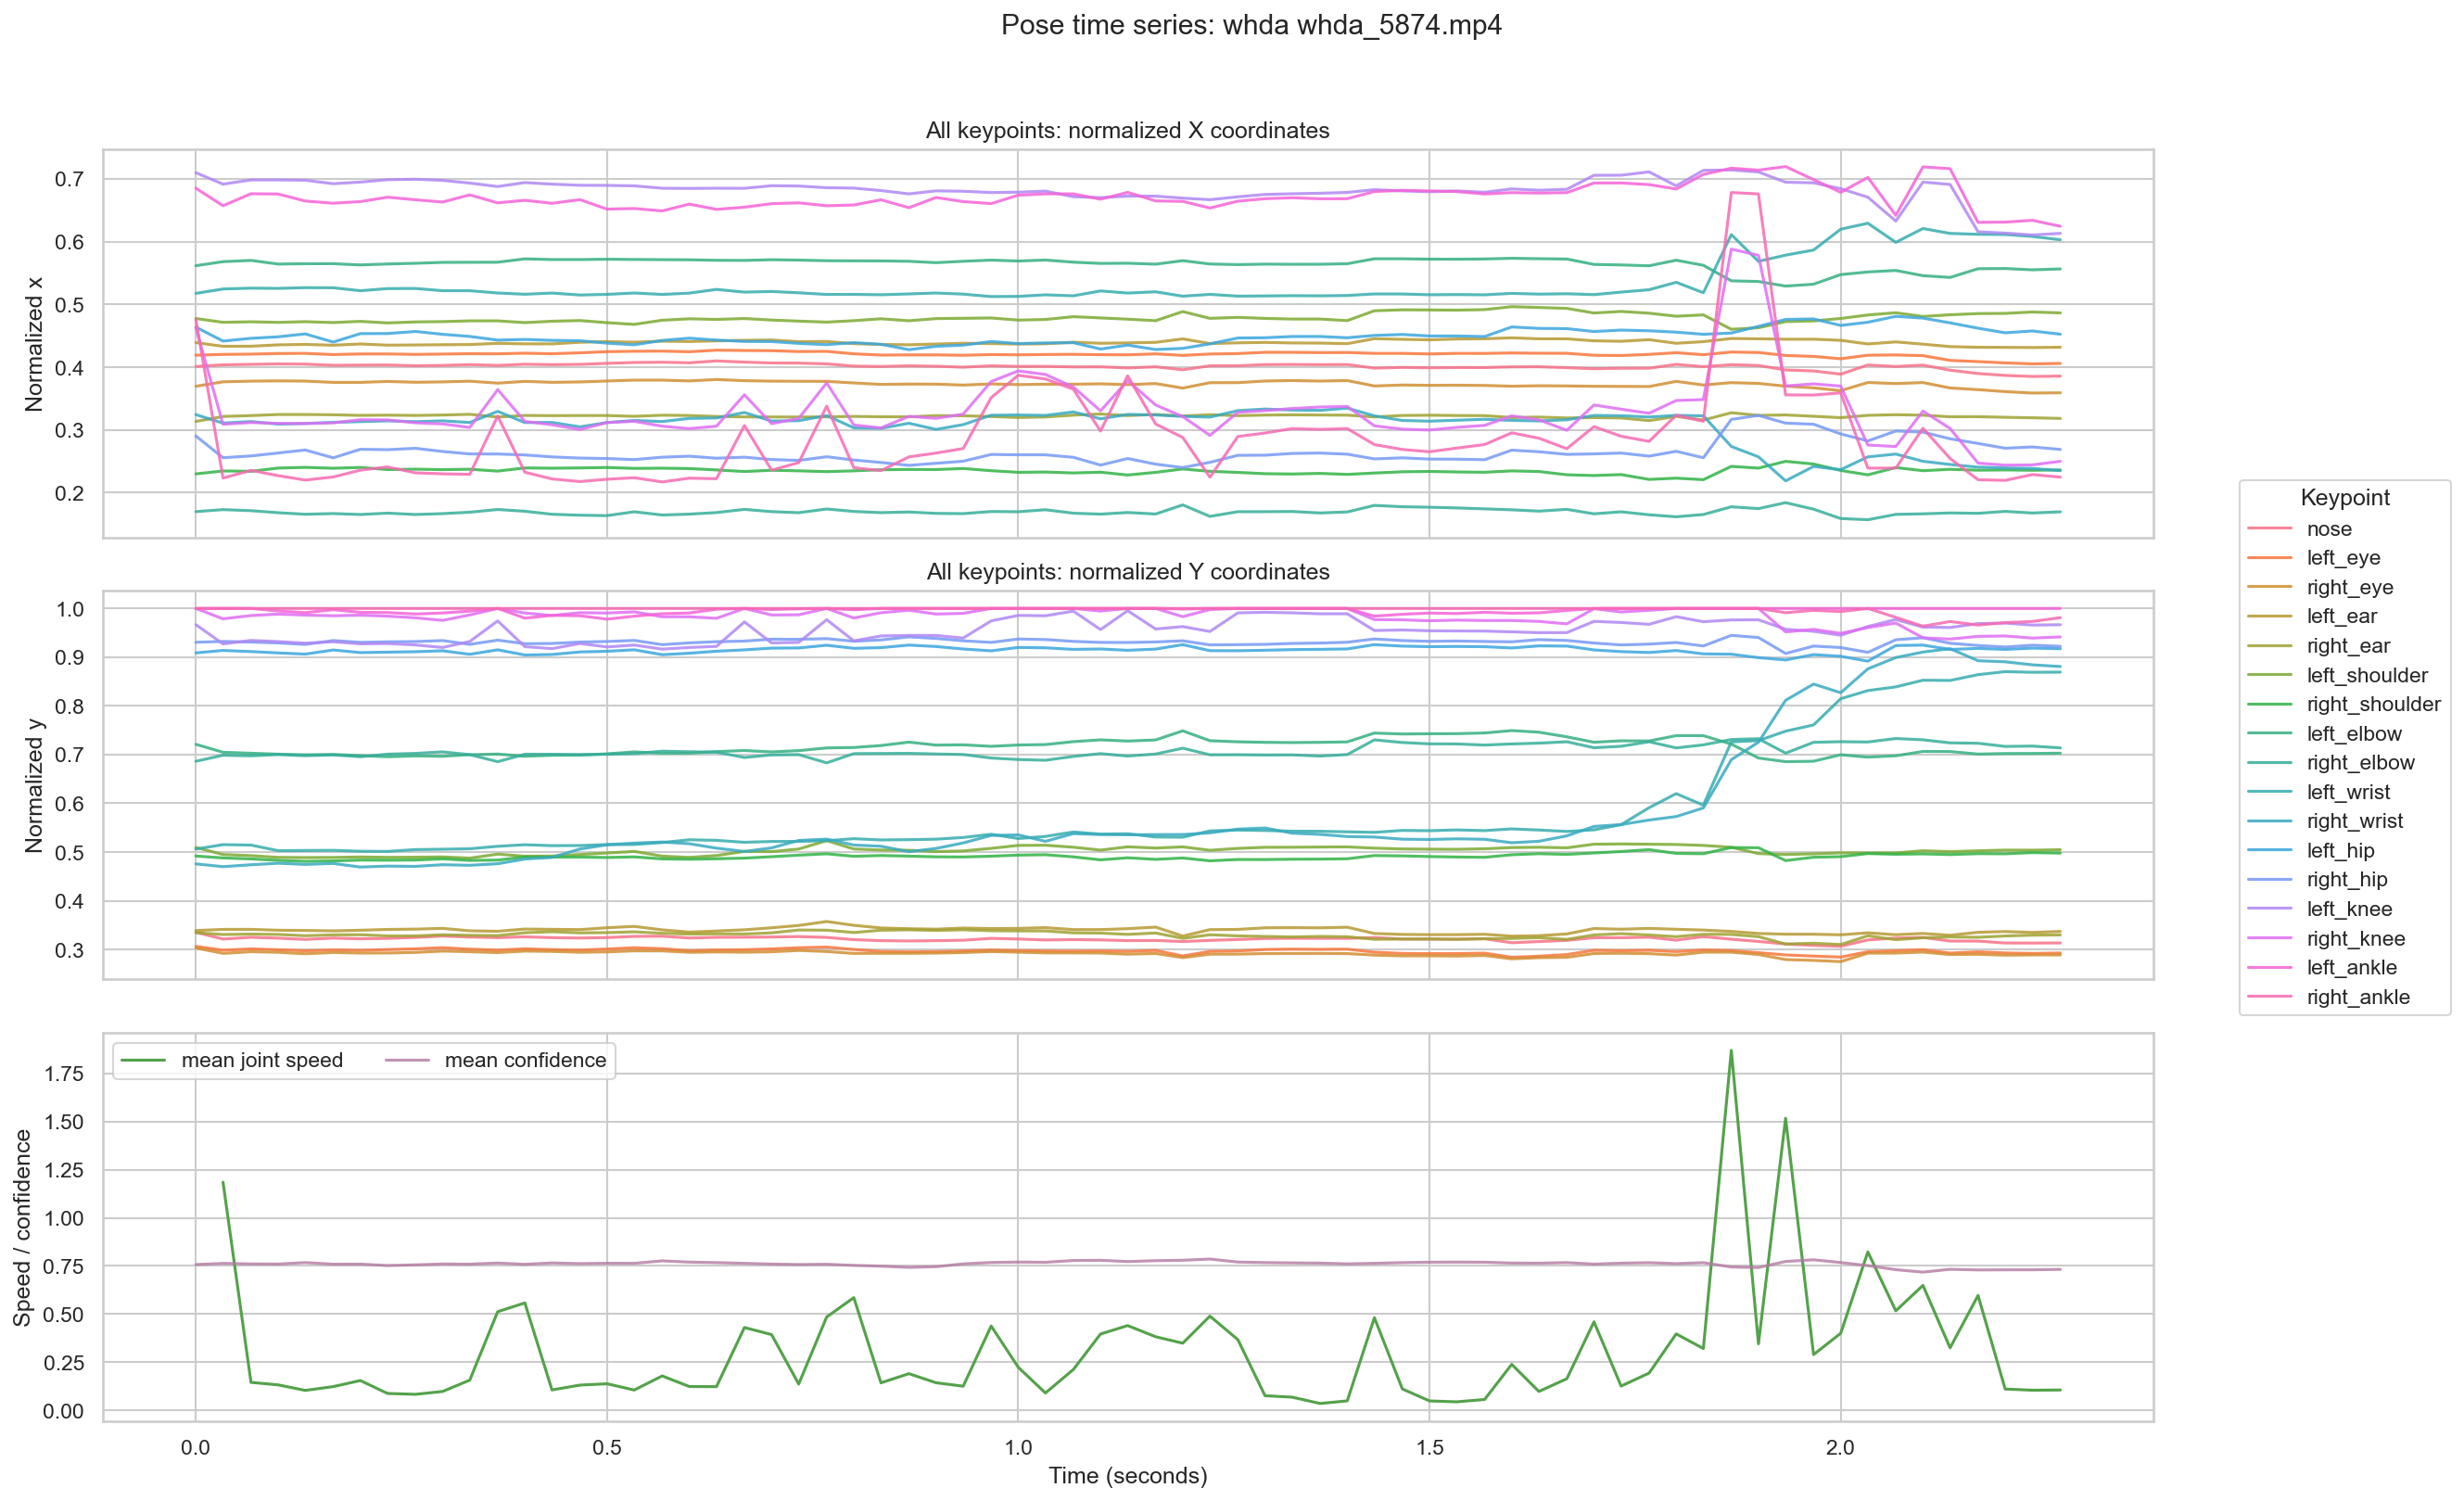 Pose time series: whda whda_5874.mp4
All keypoints: normalized X coordinates
Normalized x
0.7
0.6
0.5
0.4
0.3
0.2
All keypoints: normalized Y coordinates
Normalized y
1.0
0.9
0.8
0.7
0.6
0.5
0.4
0.3
Keypoint
nose
left_eye
right_eye
left_ear
right_ear
left_shoulder
right_shoulder
left_elbow
right_elbow
left_wrist
right_wrist
left_hip
right_hip
left_knee
right_knee
left_ankle
right_ankle
mean joint speed mean confidence
Speed / confidence
1.75
1.50
1.25
1.00
0.75
0.50
0.25
0.00
0.0 0.5 1.0 1.5 2.0
Time (seconds)